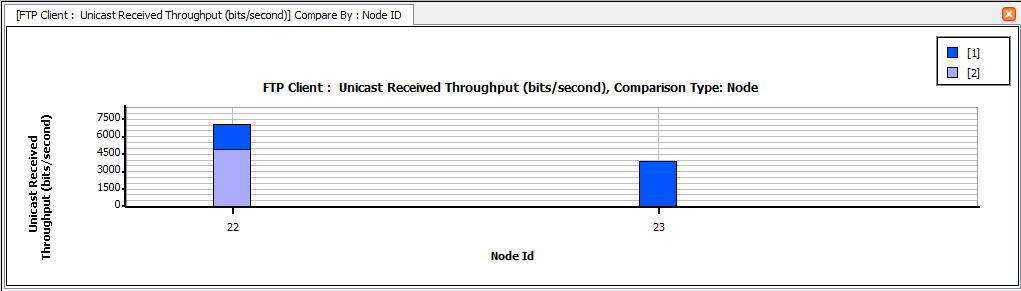 [FTP Client :  Unicast Received Throughput (bits/second)] Compare By : Node ID
[1]
[2]
FTP Client :  Unicast Received Throughput (bits/second), Comparison Type: Node
Unicast Received
Throughput (bits/second)
7500
6000
4500
3000
1500
0
22
23
Node Id